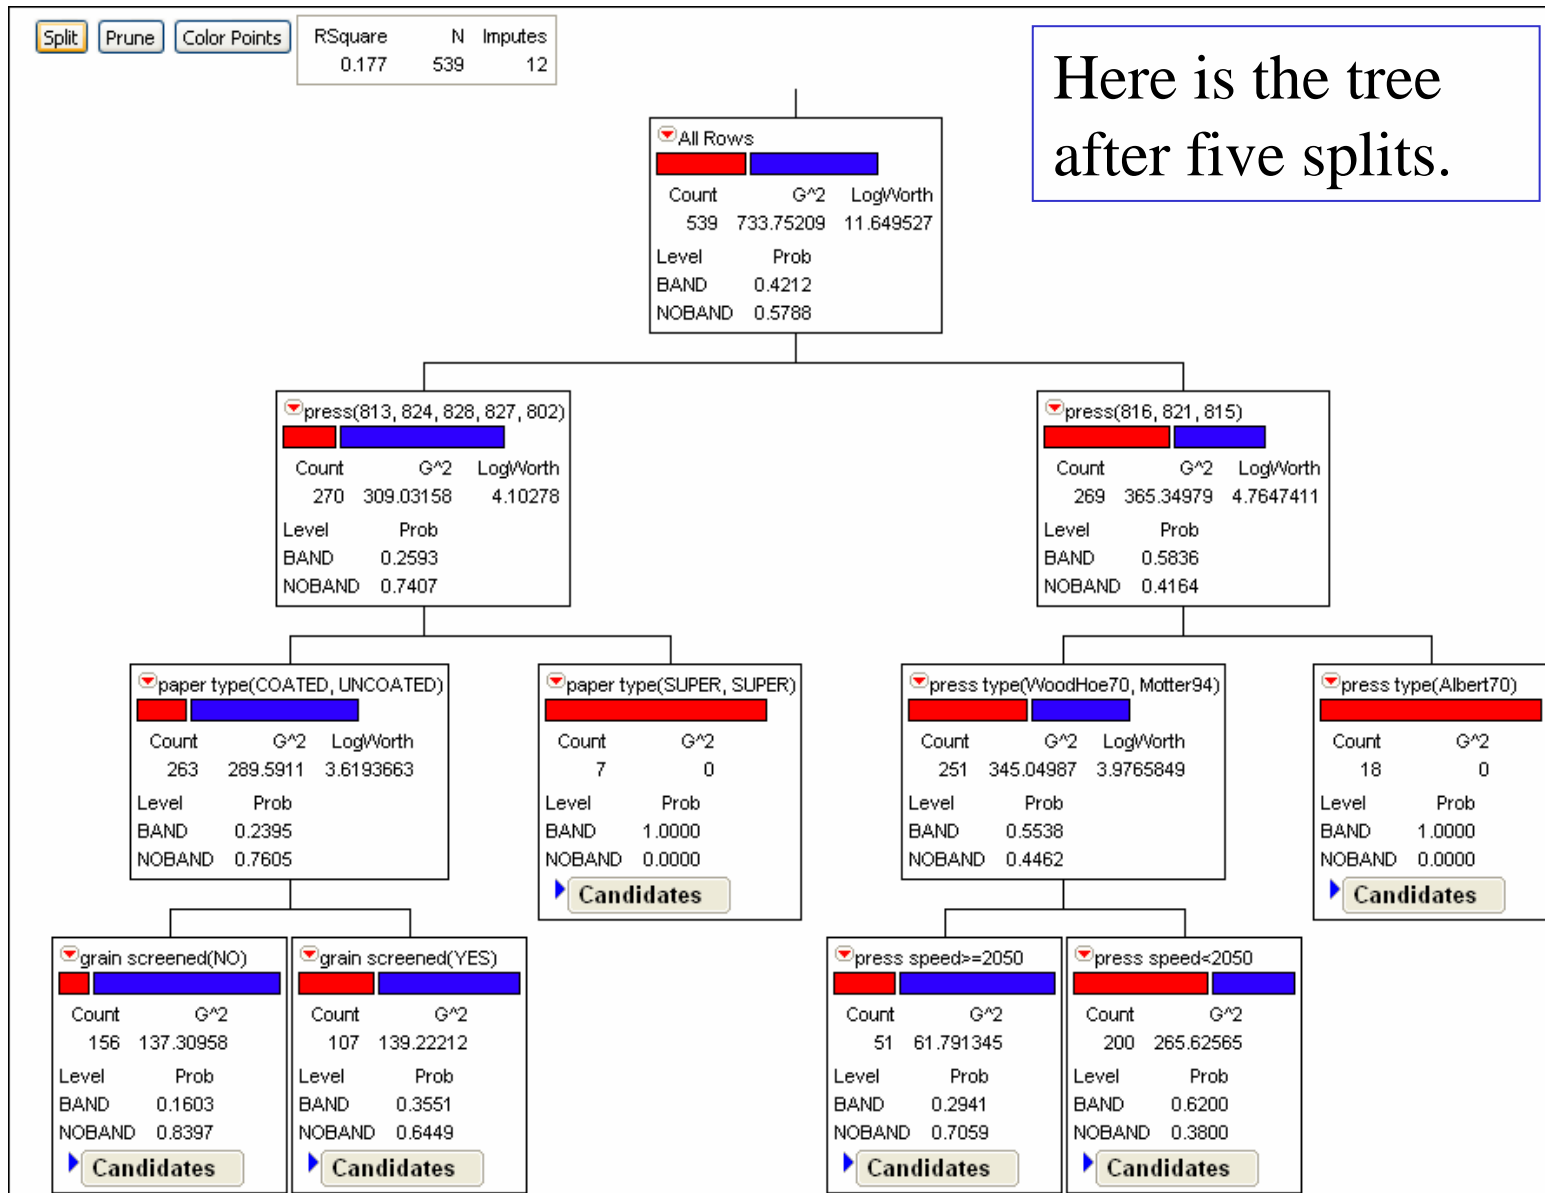 Split Prune Color Points
RSquare N Imputes
0.177 539 12
Here is the tree
after five splits.
All Rows
Count G^2 LogWorth
539 733.75209 11.649527
Level Prob
BAND 0.4212
NOBAND 0.5788
press(813, 824, 828, 827, 802)
Count G^2 LogWorth
270 309.03158 4.10278
Level Prob
BAND 0.2593
NOBAND 0.7407
press(816, 821, 815)
Count G^2 LogWorth
269 365.34979 4.7647411
Level Prob
BAND 0.5836
NOBAND 0.4164
paper type(COATED, UNCOATED)
Count G^2 LogWorth
263 289.5911 3.6193663
Level Prob
BAND 0.2395
NOBAND 0.7605
paper type(SUPER, SUPER)
Count G^2
7 0
Level Prob
BAND 1.0000
NOBAND 0.0000
Candidates
press type(WoodHoe70, Motter94)
Count G^2 LogWorth
251 345.04987 3.9765849
Level Prob
BAND 0.5538
NOBAND 0.4462
press type(Albert70)
Count G^2
18 0
Level Prob
BAND 1.0000
NOBAND 0.0000
Candidates
grain screened(NO)
Count G^2
156 137.30958
Level Prob
BAND 0.1603
NOBAND 0.8397
Candidates
grain screened(YES)
Count G^2
107 139.22212
Level Prob
BAND 0.3551
NOBAND 0.6449
Candidates
press speed>=2050
Count G^2
51 61.791345
Level Prob
BAND 0.2941
NOBAND 0.7059
Candidates
press speed<2050
Count G^2
200 265.62565
Level Prob
BAND 0.6200
NOBAND 0.3800
Candidates